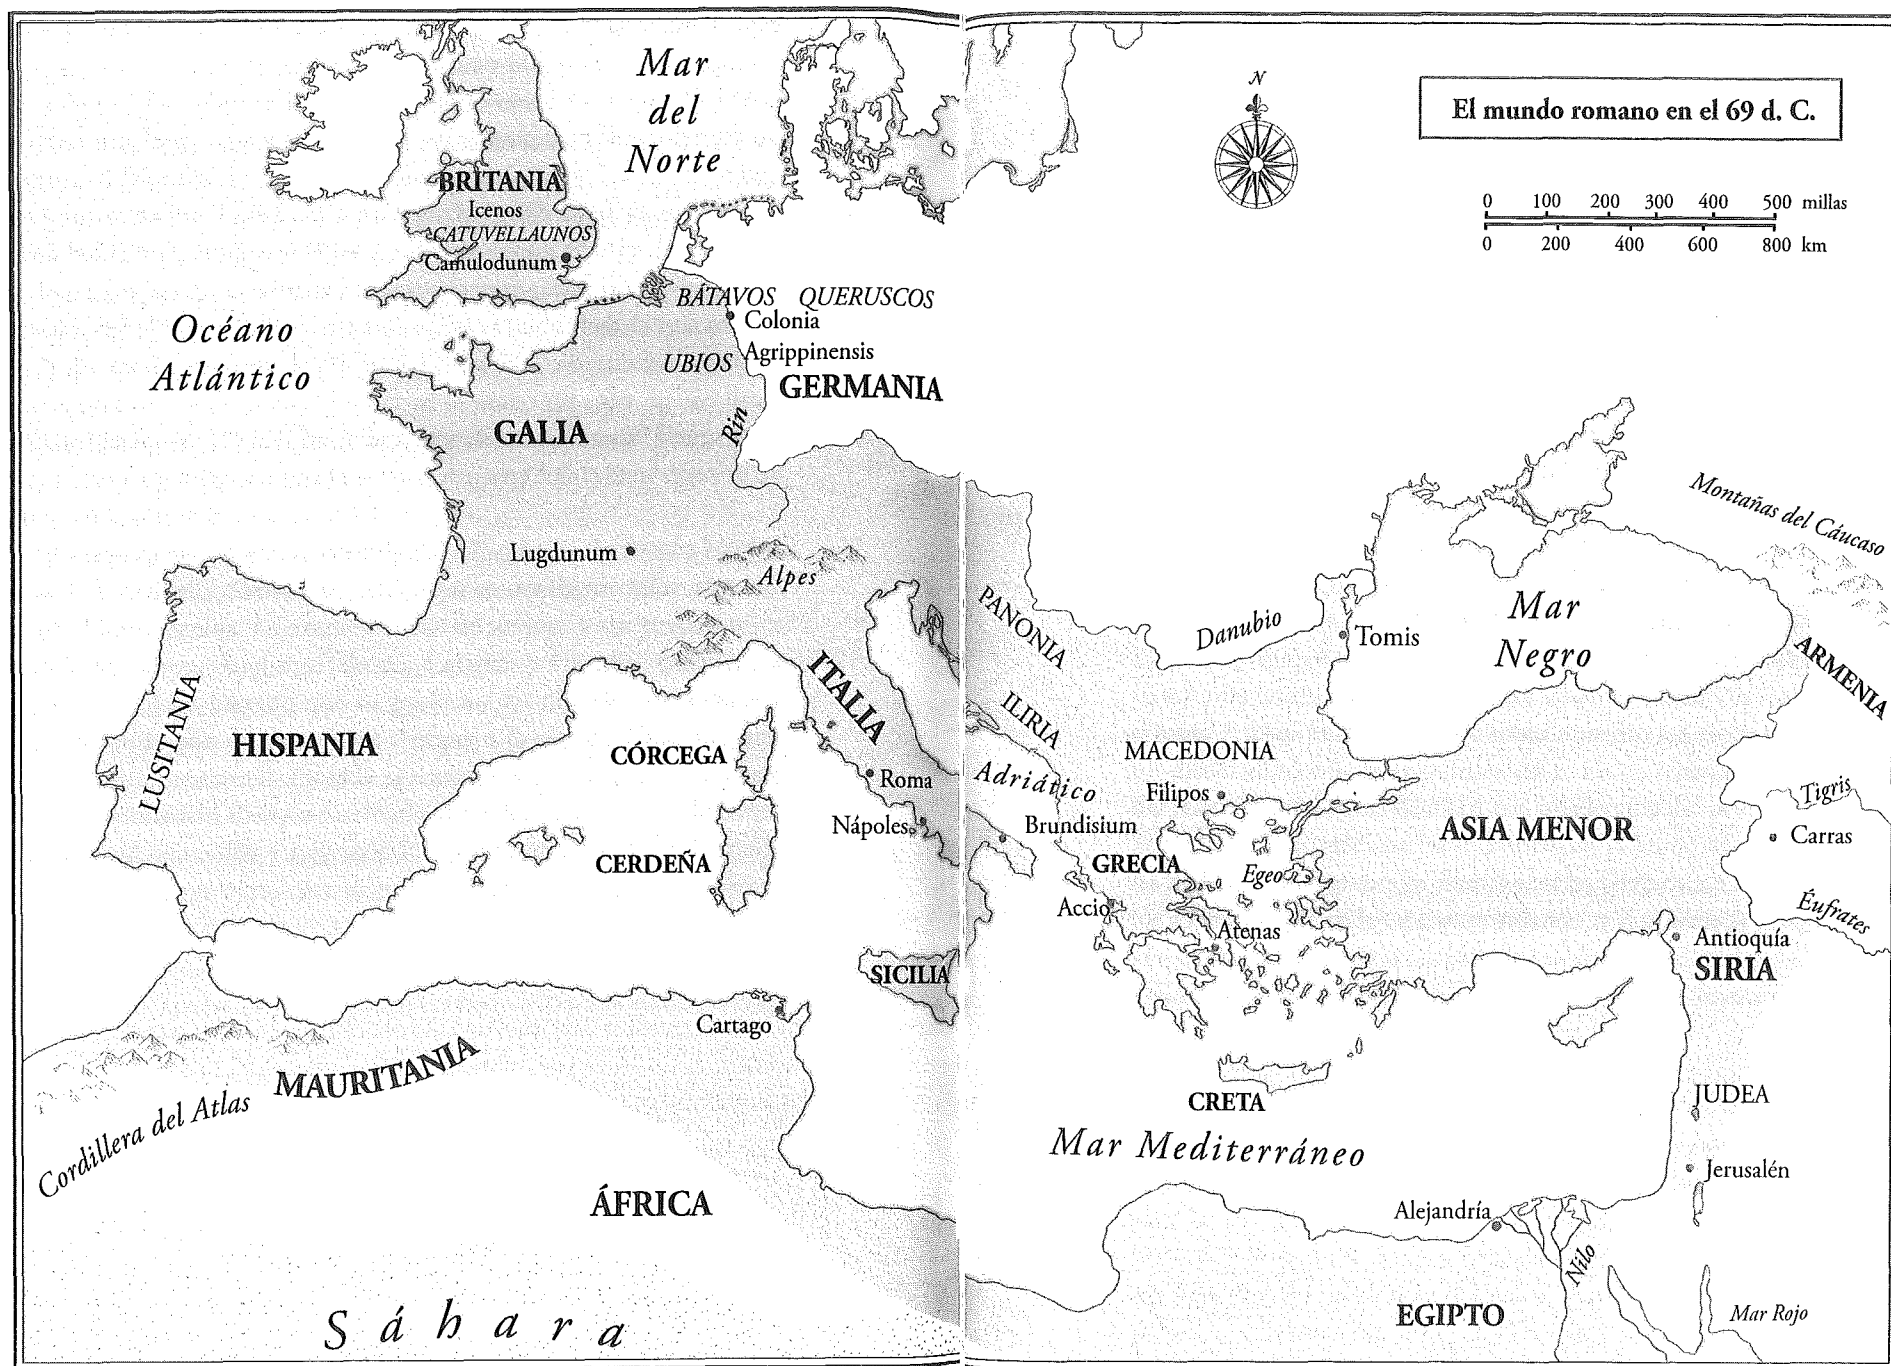 Mar
del
Norte
N
El mundo romano en el 69 d. C.
0 100 200 300 400 500 millas
0 200 400 600 800 km
BRITANIA
Icenos
CATUVELLAUNOS
Camulodunum
BÁTAVOS QUERUSCOS
Colonia
Agrippinensis
UBIOS
GERMANIA
Océano
Atlántico
GALIA
Rin
Lugdunum
Alpes
Montañas del Cáucaso
PANONIA
Danubio
Tomis
Mar
Negro
ARMENIA
LUSITANIA
HISPANIA
ITALIA
ILIRIA
CÓRCEGA
Roma
Adriático
MACEDONIA
Filipos
Tigris
Nápoles
Brundisium
ASIA MENOR
Carras
CERDEÑA
GRECIA
Egeo
Accio
Éufrates
Atenas
Antioquía
SIRIA
SICILIA
Cartago
MAURITANIA
Cordillera del Atlas
CRETA
JUDEA
Mar Mediterráneo
Jerusalén
ÁFRICA
Alejandría
Nilo
Sáhara
EGIPTO
Mar Rojo